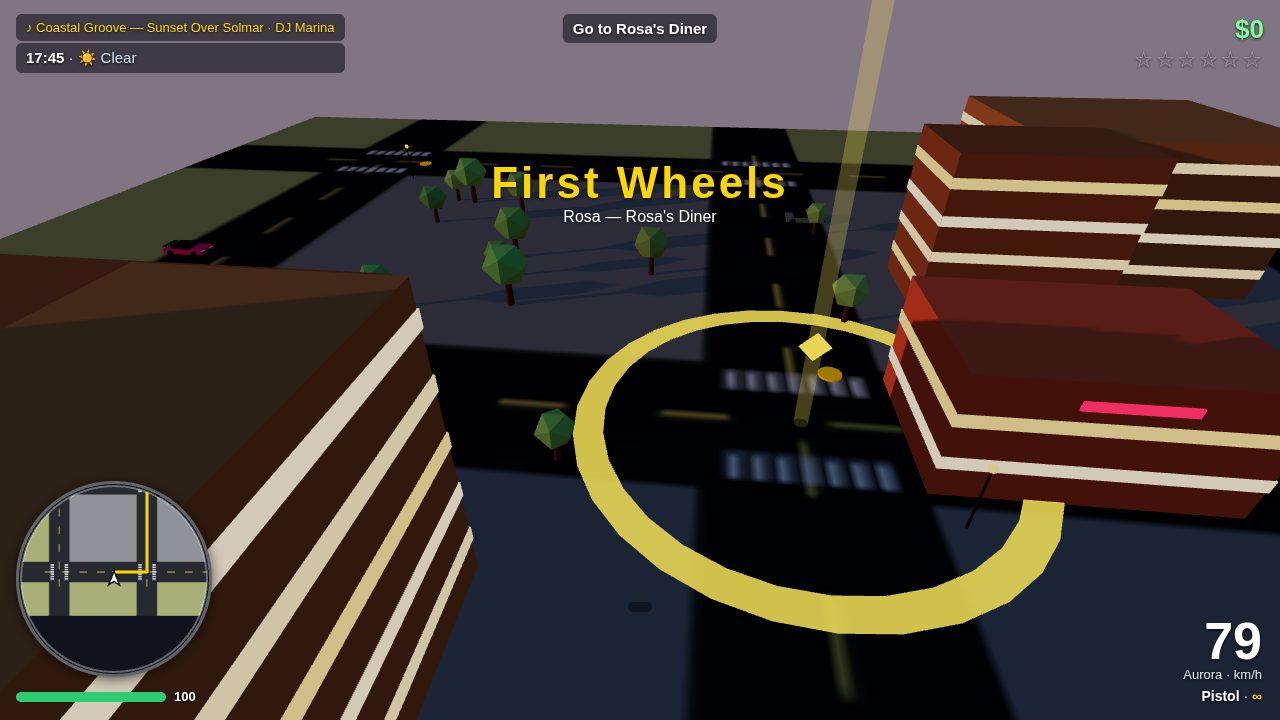 ♪ Coastal Groove — Sunset Over Solmar · DJ Marina
17:45 · ☀️ Clear
Go to Rosa's Diner
$0
☆☆☆☆☆☆
First Wheels
Rosa — Rosa's Diner
100
79
Aurora · km/h
Pistol · ∞